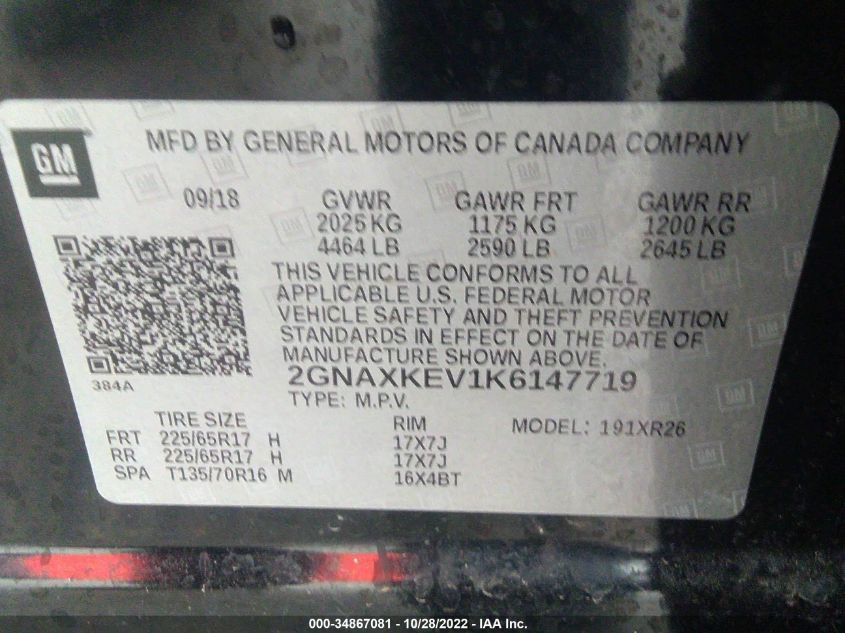 GM
MFD BY GENERAL MOTORS OF CANADA COMPANY
09/18 GVWR GAWR FRT GAWR RR
2025 KG 1175 KG 1200 KG
4464 LB 2590 LB 2645 LB
THIS VEHICLE CONFORMS TO ALL
APPLICABLE U.S. FEDERAL MOTOR
VEHICLE SAFETY AND THEFT PREVENTION
STANDARDS IN EFFECT ON THE DATE OF
MANUFACTURE SHOWN ABOVE.
384A 2GNAXKEV1K6147719
TYPE: M.P.V.
TIRE SIZE RIM MODEL: 191XR26
FRT 225/65R17 H 17X7J
RR 225/65R17 H 17X7J
SPA T135/70R16 M 16X4BT
000-34867081 - 10/28/2022 - IAA Inc.